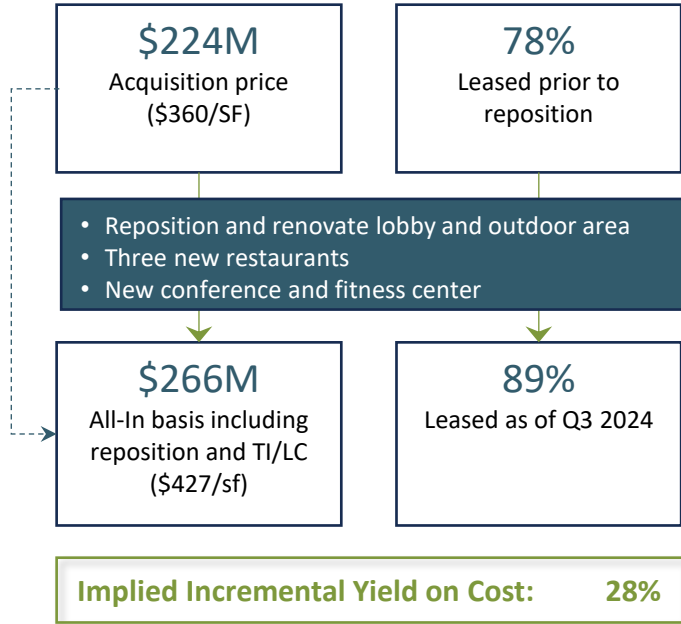 $224M
Acquisition price
($360/SF)
78%
Leased prior to
reposition
• Reposition and renovate lobby and outdoor area
• Three new restaurants
• New conference and fitness center
$266M
All-In basis including
reposition and TI/LC
($427/sf)
89%
Leased as of Q3 2024
Implied Incremental Yield on Cost: 28%